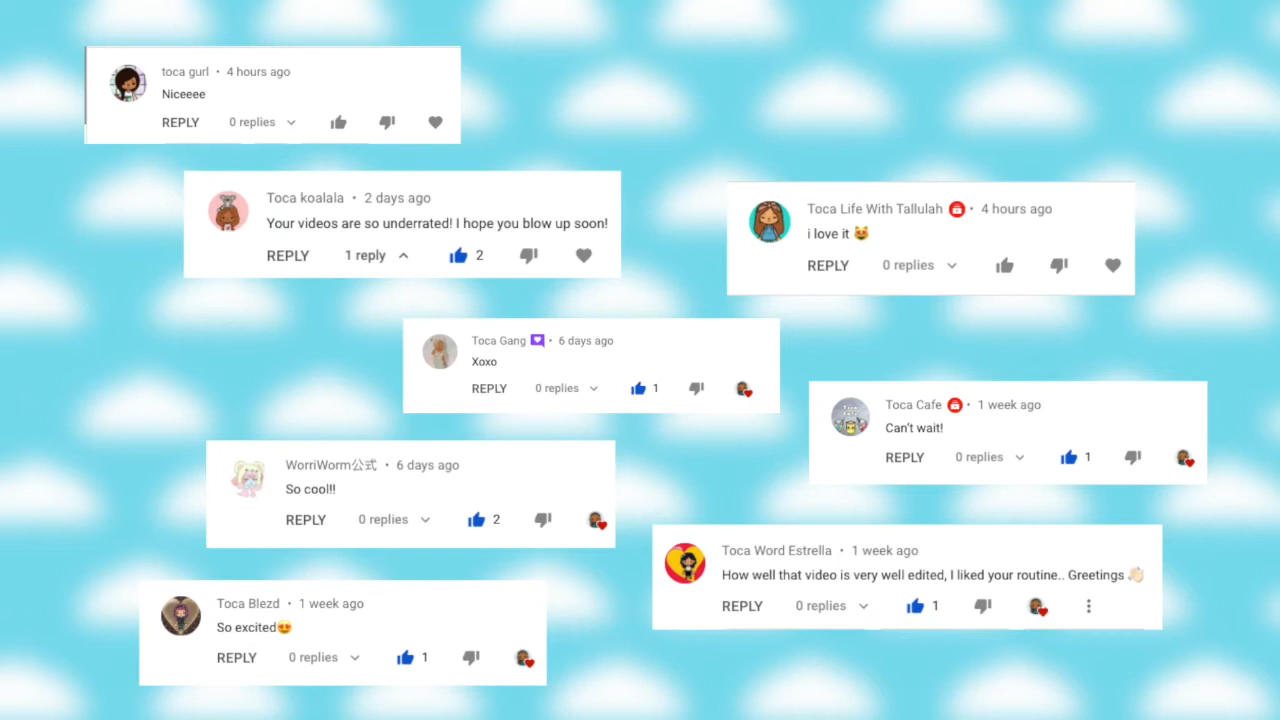 toca gurl • 4 hours ago
Niceeee
REPLY 0 replies
Toca koalala • 2 days ago
Your videos are so underrated! I hope you blow up soon!
REPLY 1 reply 2
Toca Life With Tallulah • 4 hours ago
i love it 😻
REPLY 0 replies
Toca Gang • 6 days ago
Xoxo
REPLY 0 replies 1
Toca Cafe • 1 week ago
Can't wait!
REPLY 0 replies 1
WorriWorm公式 • 6 days ago
So cool!!
REPLY 0 replies 2
Toca Word Estrella • 1 week ago
How well that video is very well edited, I liked your routine.. Greetings 👏🏻
REPLY 0 replies 1
Toca Blezd • 1 week ago
So excited😍
REPLY 0 replies 1